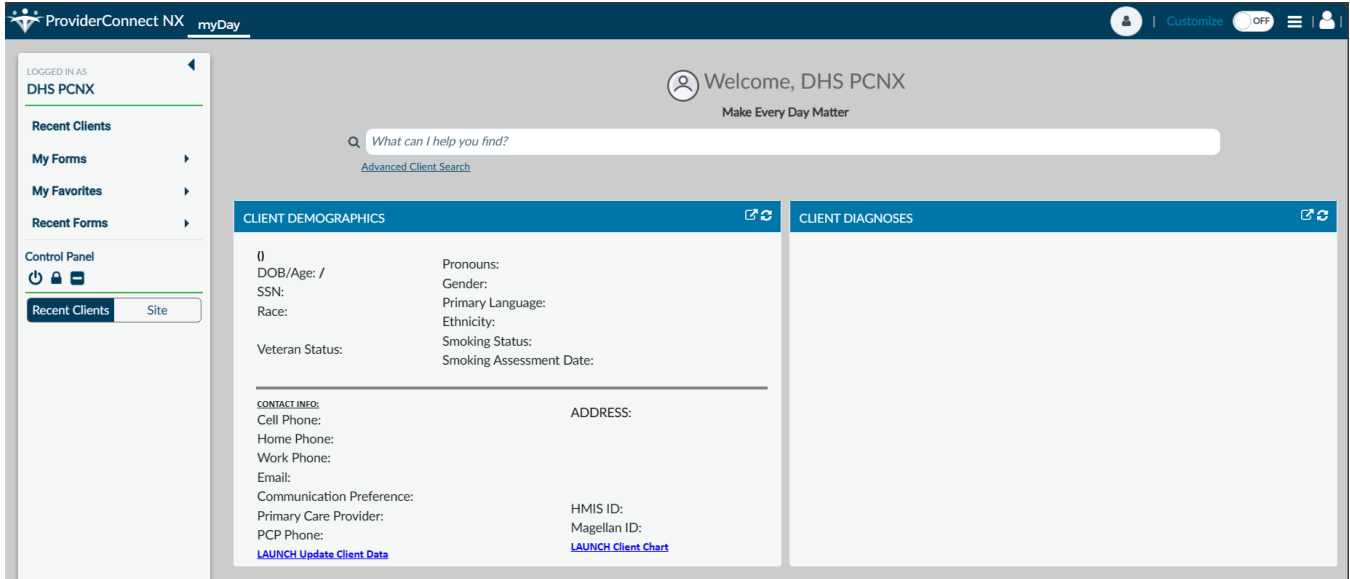 ProviderConnect NX myDay
Customize OFF
LOGGED IN AS
DHS PCNX
Recent Clients
My Forms
My Favorites
Recent Forms
Control Panel
Recent Clients Site
Welcome, DHS PCNX
Make Every Day Matter
What can I help you find?
Advanced Client Search
CLIENT DEMOGRAPHICS
()
DOB/Age: /
SSN:
Race:
Veteran Status:
Pronouns:
Gender:
Primary Language:
Ethnicity:
Smoking Status:
Smoking Assessment Date:
CONTACT INFO:
Cell Phone:
Home Phone:
Work Phone:
Email:
Communication Preference:
Primary Care Provider:
PCP Phone:
LAUNCH Update Client Data
ADDRESS:
HMIS ID:
Magellan ID:
LAUNCH Client Chart
CLIENT DIAGNOSES